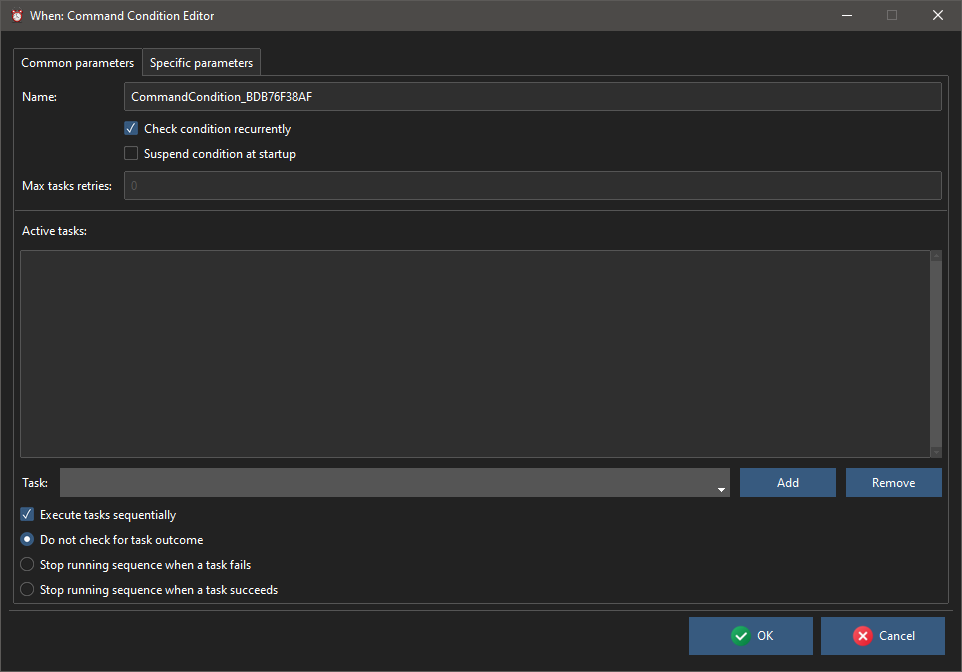 When: Command Condition Editor
Common parameters Specific parameters
Name: CommandCondition_BDB76F38AF
Check condition recurrently
Suspend condition at startup
Max tasks retries: 0
Active tasks:
Task: Add Remove
Execute tasks sequentially
Do not check for task outcome
Stop running sequence when a task fails
Stop running sequence when a task succeeds
OK Cancel